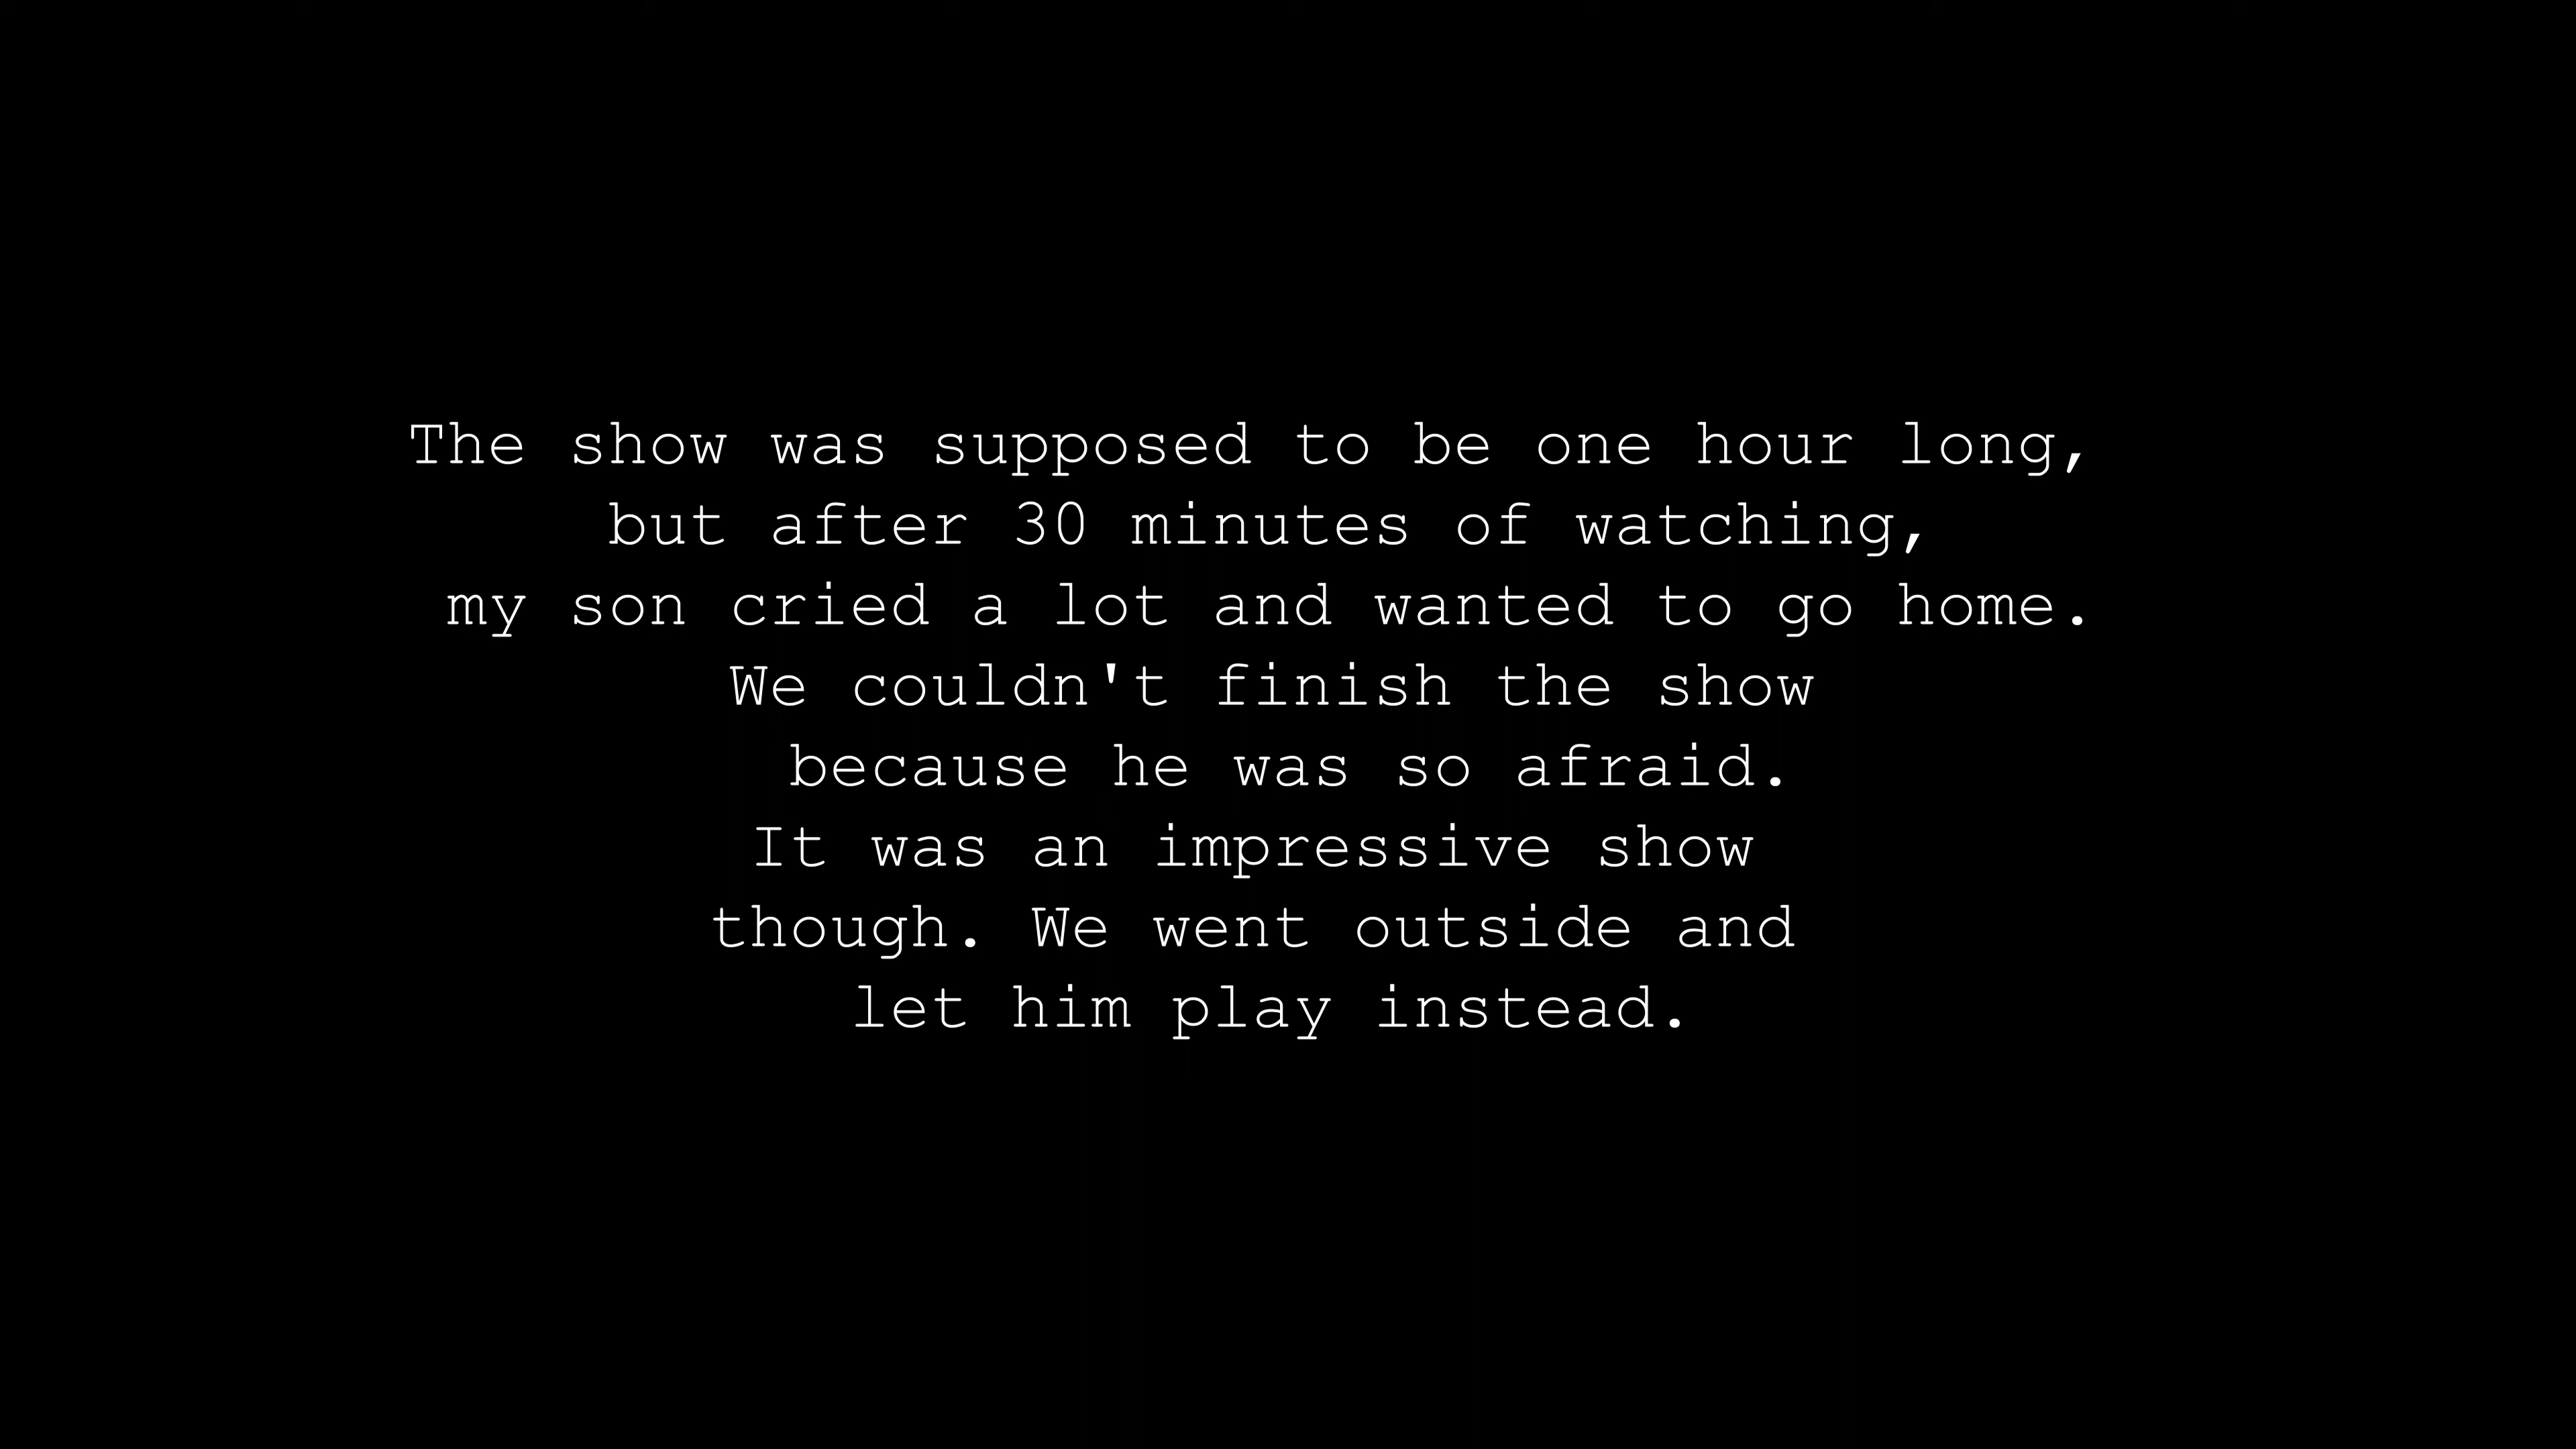 The show was supposed to be one hour long,
but after 30 minutes of watching,
my son cried a lot and wanted to go home.
We couldn't finish the show
because he was so afraid.
It was an impressive show
though. We went outside and
let him play instead.